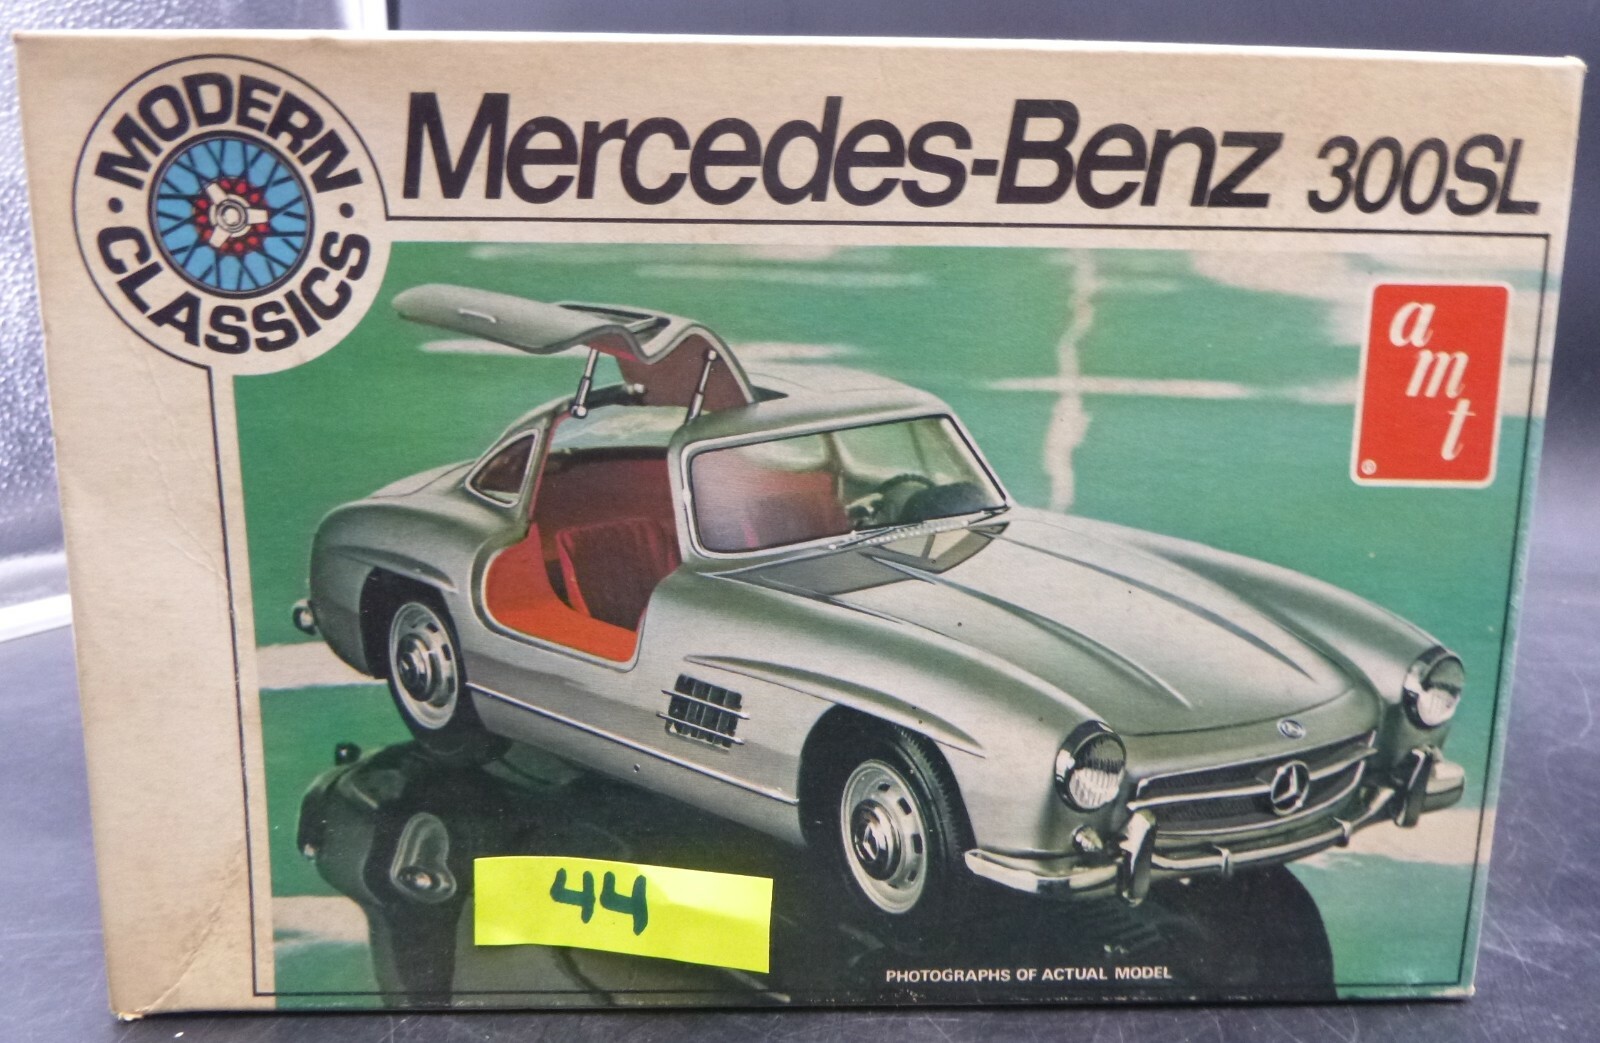 MODERN
CLASSICS
Mercedes-Benz 300SL
amt
®
44
PHOTOGRAPHS OF ACTUAL MODEL